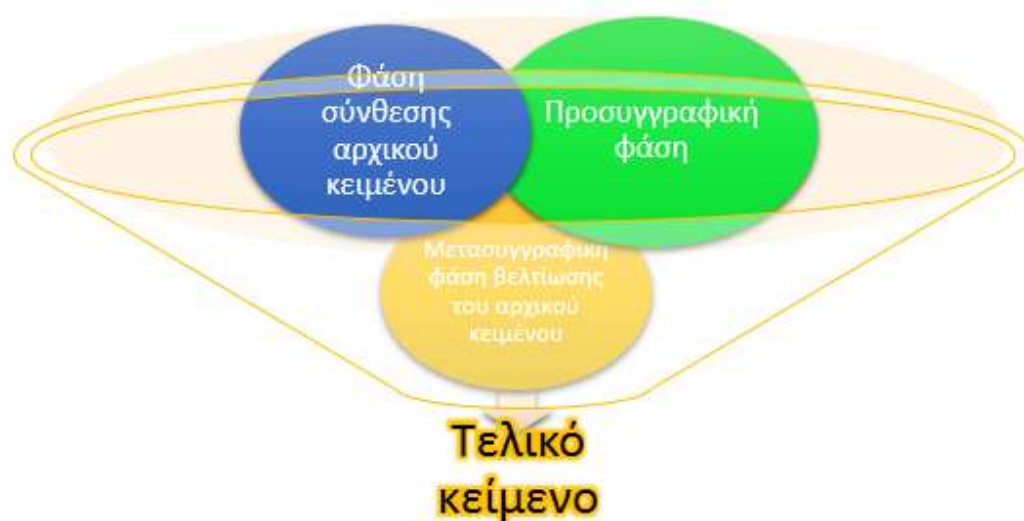 Φάση
σύνθεσης
αρχικού
κειμένου
Προσυγγραφική
φάση
Μετασυγγραφική
φάση βελτίωσης
του αρχικού
κειμένου
Τελικό
κείμενο